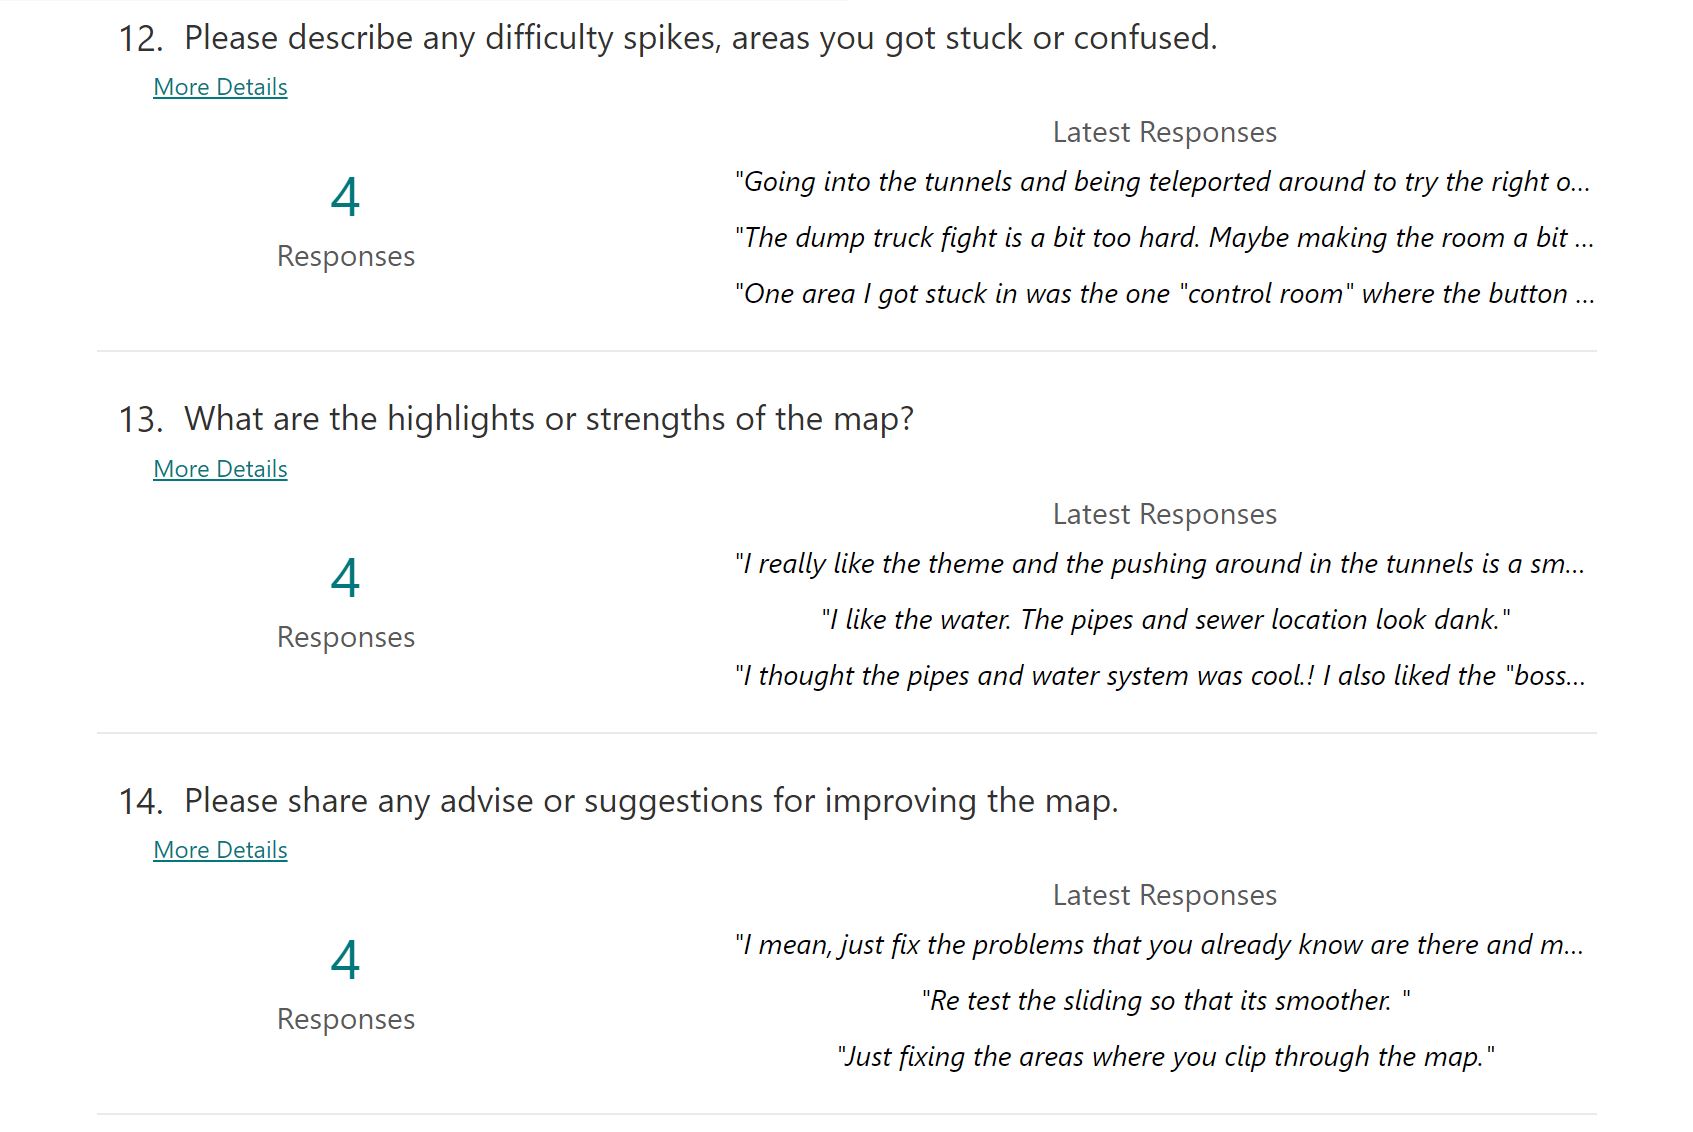 12. Please describe any difficulty spikes, areas you got stuck or confused.
More Details
Latest Responses
4
Responses
"Going into the tunnels and being teleported around to try the right o...
"The dump truck fight is a bit too hard. Maybe making the room a bit ...
"One area I got stuck in was the one "control room" where the button ...
13. What are the highlights or strengths of the map?
More Details
Latest Responses
4
Responses
"I really like the theme and the pushing around in the tunnels is a sm...
"I like the water. The pipes and sewer location look dank."
"I thought the pipes and water system was cool.! I also liked the "boss...
14. Please share any advise or suggestions for improving the map.
More Details
Latest Responses
4
Responses
"I mean, just fix the problems that you already know are there and m...
"Re test the sliding so that its smoother. "
"Just fixing the areas where you clip through the map."